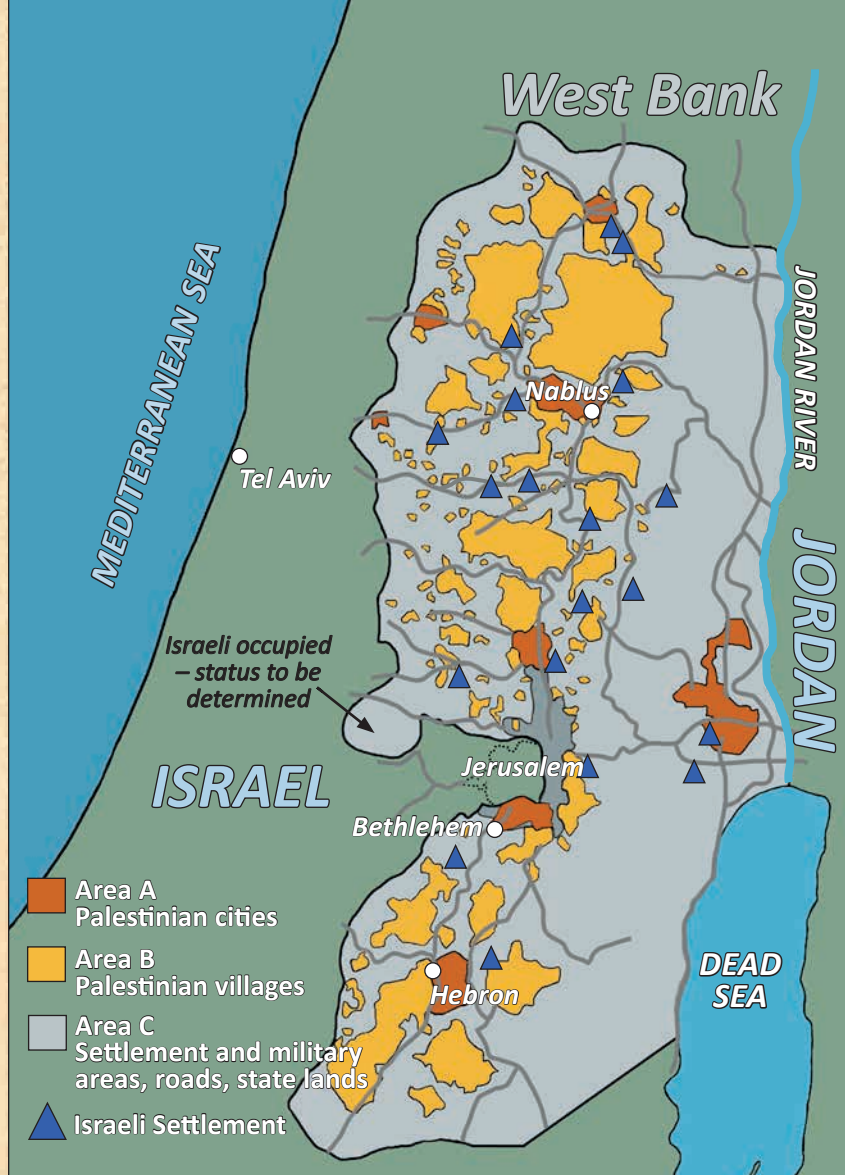 West Bank
MEDITERRANEAN SEA
JORDAN RIVER
Nablus
Tel Aviv
JORDAN
Israeli occupied
– status to be
determined
ISRAEL
Jerusalem
Bethlehem
Area A
Palestinian cities
Area B
Palestinian villages
DEAD
SEA
Hebron
Area C
Settlement and military
areas, roads, state lands
Israeli Settlement